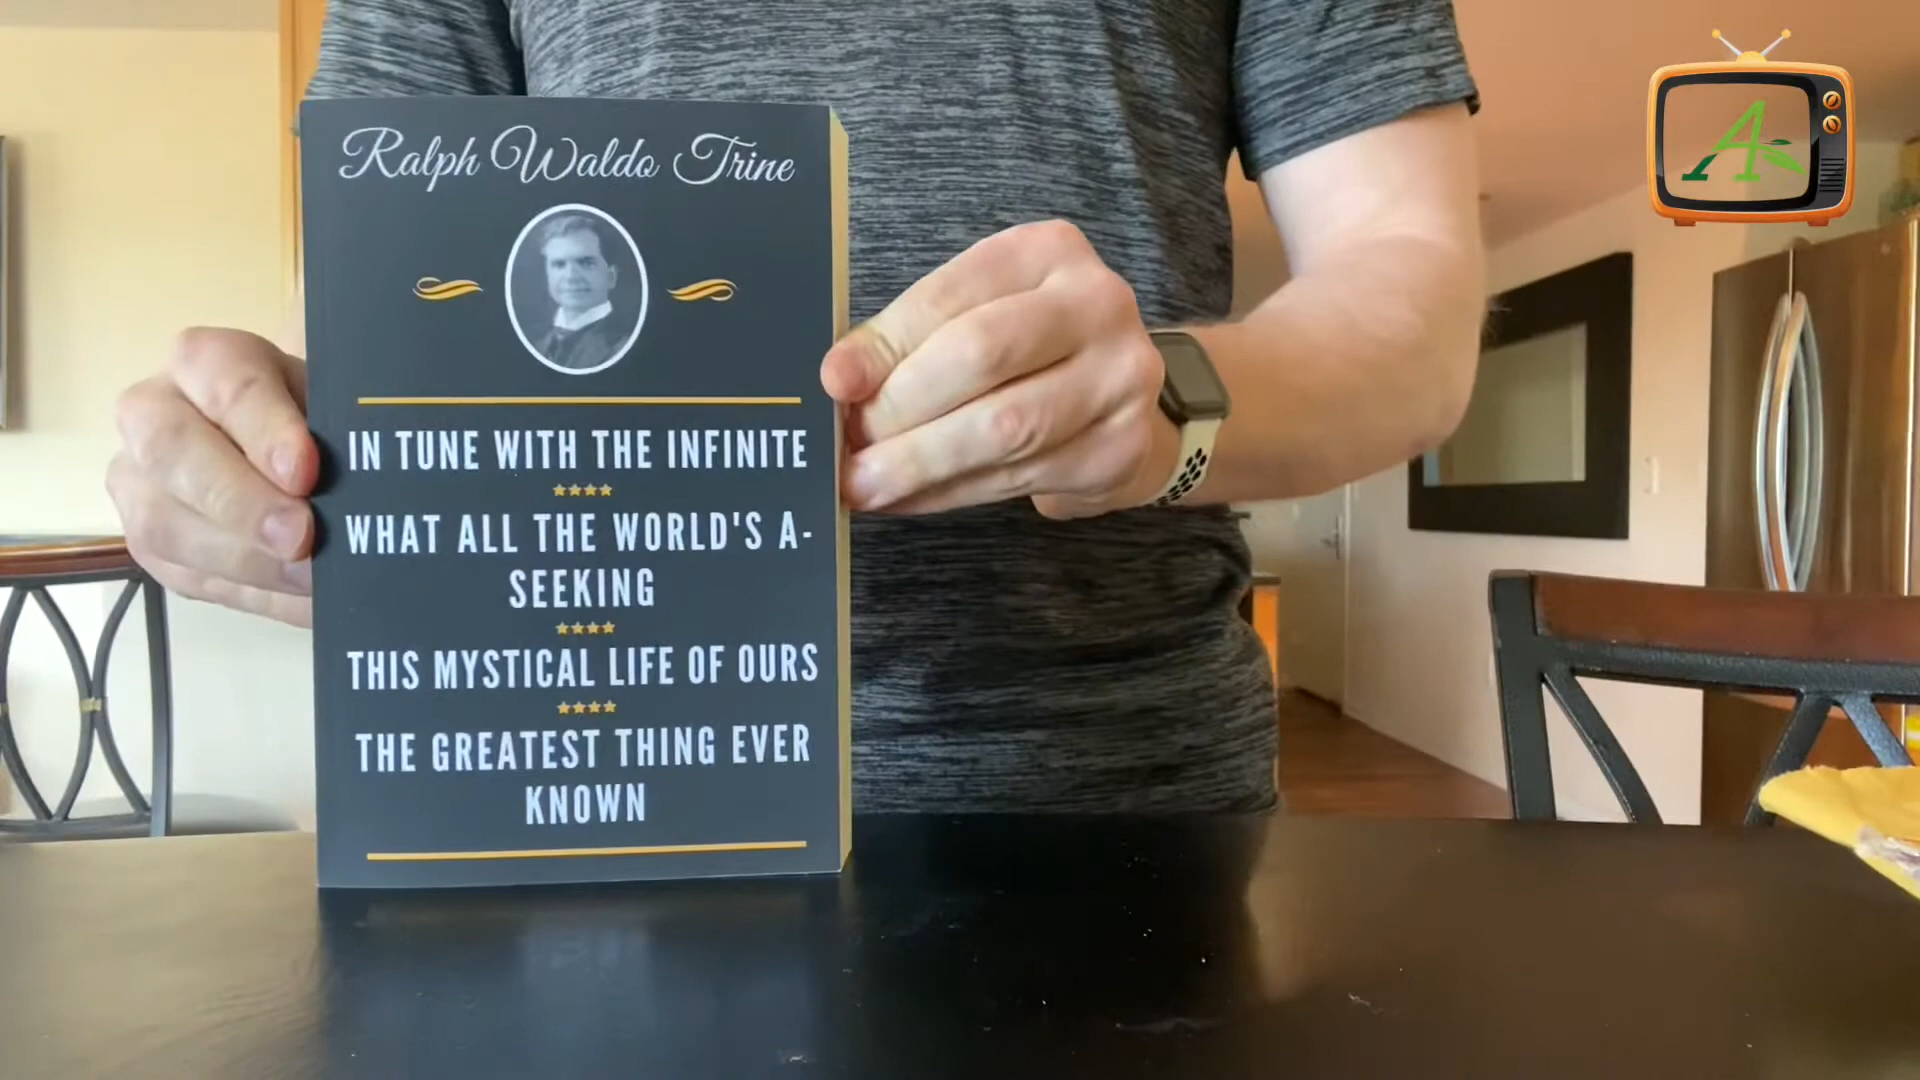 Ralph Waldo Trine
IN TUNE WITH THE INFINITE
WHAT ALL THE WORLD'S A-
SEEKING
THIS MYSTICAL LIFE OF OURS
THE GREATEST THING EVER
KNOWN